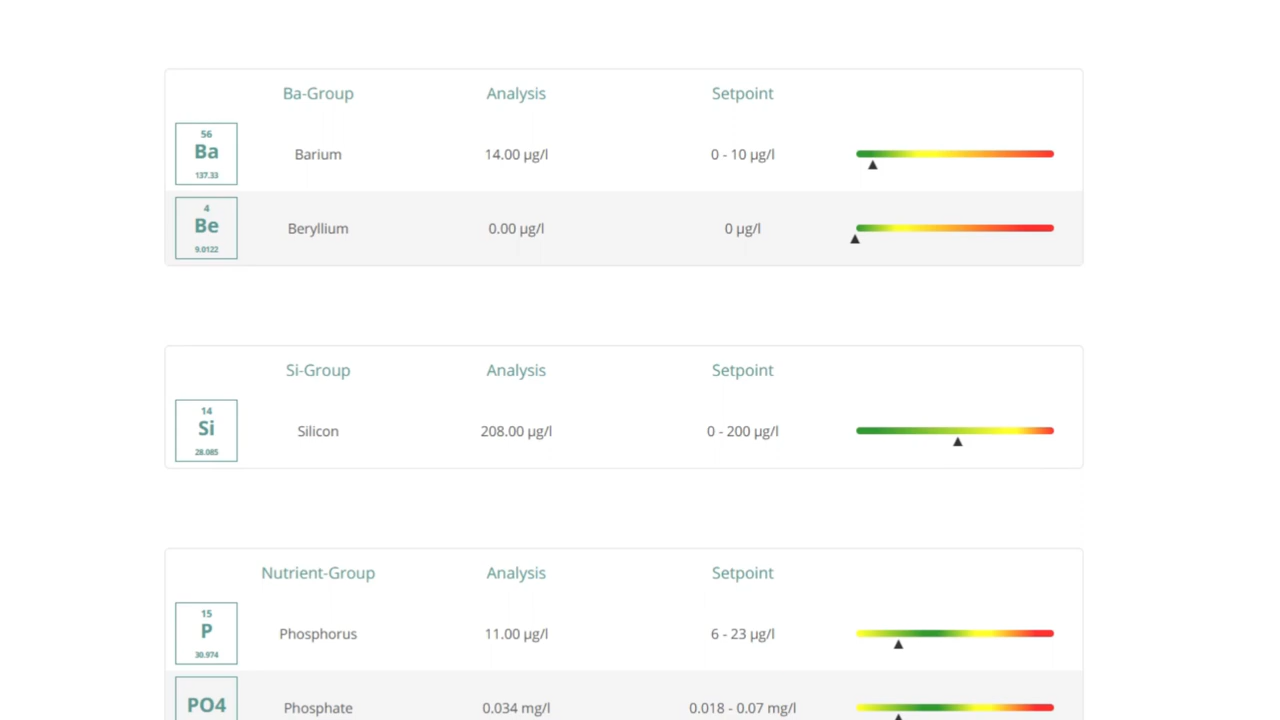 Ba-Group Analysis Setpoint
56
Ba
137.33
Barium 14.00 µg/l 0 - 10 µg/l
4
Be
9.0122
Beryllium 0.00 µg/l 0 µg/l
Si-Group Analysis Setpoint
14
Si
28.085
Silicon 208.00 µg/l 0 - 200 µg/l
Nutrient-Group Analysis Setpoint
15
P
30.974
Phosphorus 11.00 µg/l 6 - 23 µg/l
PO4
Phosphate 0.034 mg/l 0.018 - 0.07 mg/l